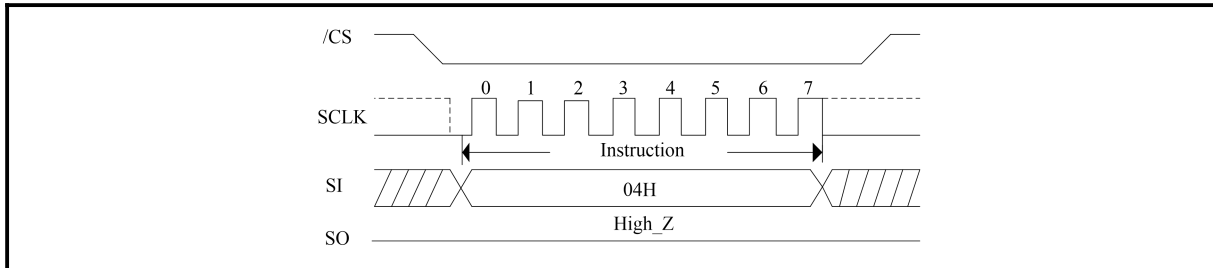 /CS
0 1 2 3 4 5 6 7
SCLK
Instruction
SI
04H
High_Z
SO